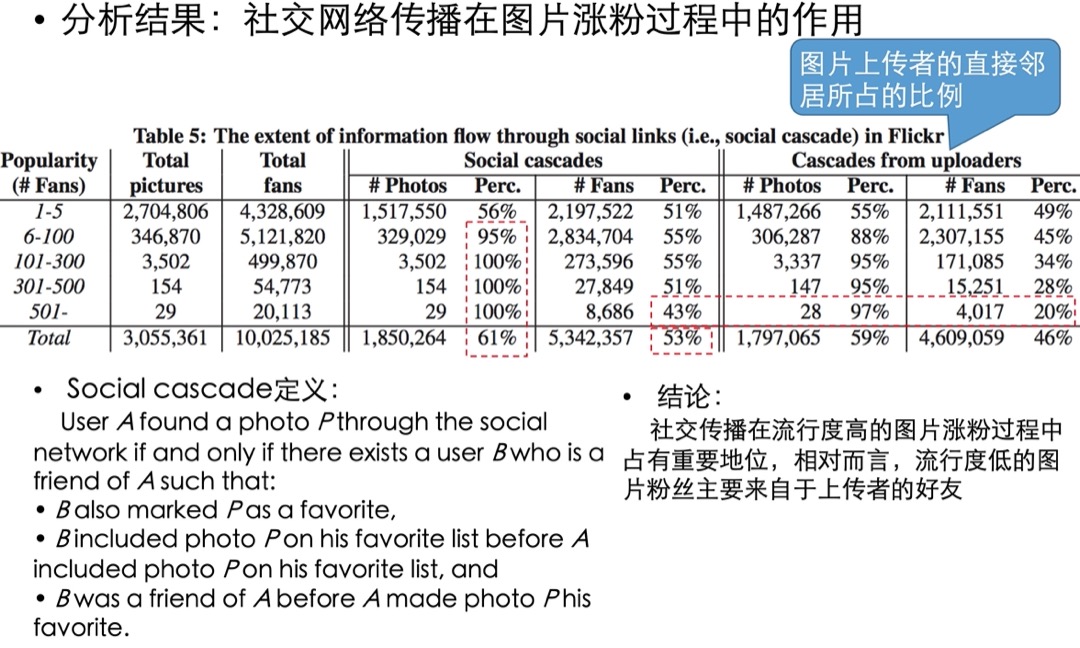 • 分析结果：社交网络传播在图片涨粉过程中的作用
图片上传者的直接邻
居所占的比例
Table 5: The extent of information flow through social links (i.e., social cascade) in Flickr
Popularity Total Total Social cascades Cascades from uploaders
(# Fans) pictures fans # Photos Perc. # Fans Perc. # Photos Perc. # Fans Perc.
1-5 2,704,806 4,328,609 1,517,550 56% 2,197,522 51% 1,487,266 55% 2,111,551 49%
6-100 346,870 5,121,820 329,029 95% 2,834,704 55% 306,287 88% 2,307,155 45%
101-300 3,502 499,870 3,502 100% 273,596 55% 3,337 95% 171,085 34%
301-500 154 54,773 154 100% 27,849 51% 147 95% 15,251 28%
501- 29 20,113 29 100% 8,686 43% 28 97% 4,017 20%
Total 3,055,361 10,025,185 1,850,264 61% 5,342,357 53% 1,797,065 59% 4,609,059 46%
• Social cascade定义：
User A found a photo P through the social
network if and only if there exists a user B who is a
friend of A such that:
• B also marked P as a favorite,
• B included photo P on his favorite list before A
included photo P on his favorite list, and
• B was a friend of A before A made photo P his
favorite.
• 结论：
社交传播在流行度高的图片涨粉过程中
占有重要地位，相对而言，流行度低的图
片粉丝主要来自于上传者的好友